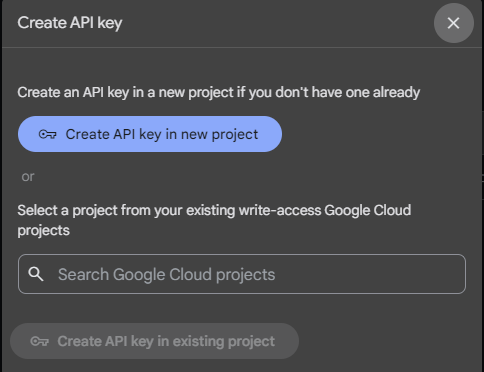 Create API key
Create an API key in a new project if you don't have one already
Create API key in new project
or
Select a project from your existing write-access Google Cloud
projects
Search Google Cloud projects
Create API key in existing project